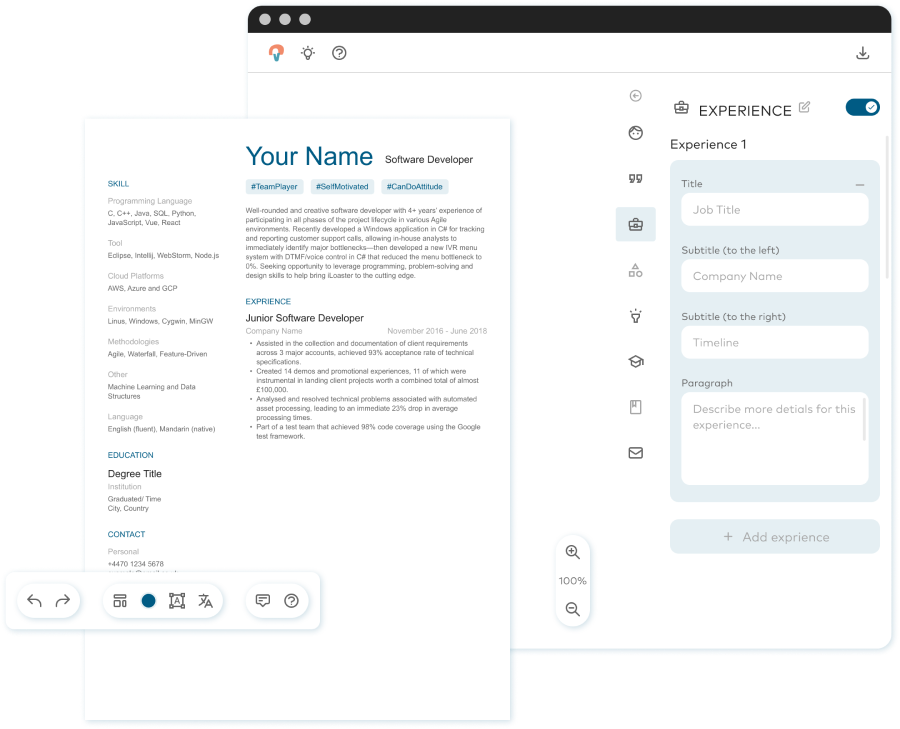 Your Name
Software Developer
#TeamPlayer
#SelfMotivated
#CanDoAttitude
Well-rounded and creative software developer with 4+ years' experience of
participating in all phases of the project lifecycle in various Agile
environments. Recently developed a Windows application in C# for tracking
and reporting customer support calls, allowing in-house analysts to
immediately identify major bottlenecks—then developed a new IVR menu
system with DTMF/voice control in C# that reduced the menu bottleneck to
0%. Seeking opportunity to leverage programming, problem-solving and
design skills to help bring iLoaster to the cutting edge.
EXPRIENCE
Junior Software Developer
Company Name
November 2016 - June 2018
• Assisted in the collection and documentation of client requirements
across 3 major accounts, achieved 93% acceptance rate of technical
specifications.
• Created 14 demos and promotional experiences, 11 of which were
instrumental in landing client projects worth a combined total of almost
£100,000.
• Analysed and resolved technical problems associated with automated
asset processing, leading to an immediate 23% drop in average
processing times.
• Part of a test team that achieved 98% code coverage using the Google
test framework.
SKILL
Programming Language
C, C++, Java, SQL, Python,
JavaScript, Vue, React
Tool
Eclipse, Intellij, WebStorm, Node.js
Cloud Platforms
AWS, Azure and GCP
Environments
Linus, Windows, Cygwin, MinGW
Methodologies
Agile, Waterfall, Feature-Driven
Other
Machine Learning and Data
Structures
Language
English (fluent), Mandarin (native)
EDUCATION
Degree Title
Institution
Graduated/ Time
City, Country
CONTACT
Personal
+4470 1234 5678
100%
EXPERIENCE
Experience 1
Title
Job Title
Subtitle (to the left)
Company Name
Subtitle (to the right)
Timeline
Paragraph
Describe more detials for this
experience...
+ Add exprience